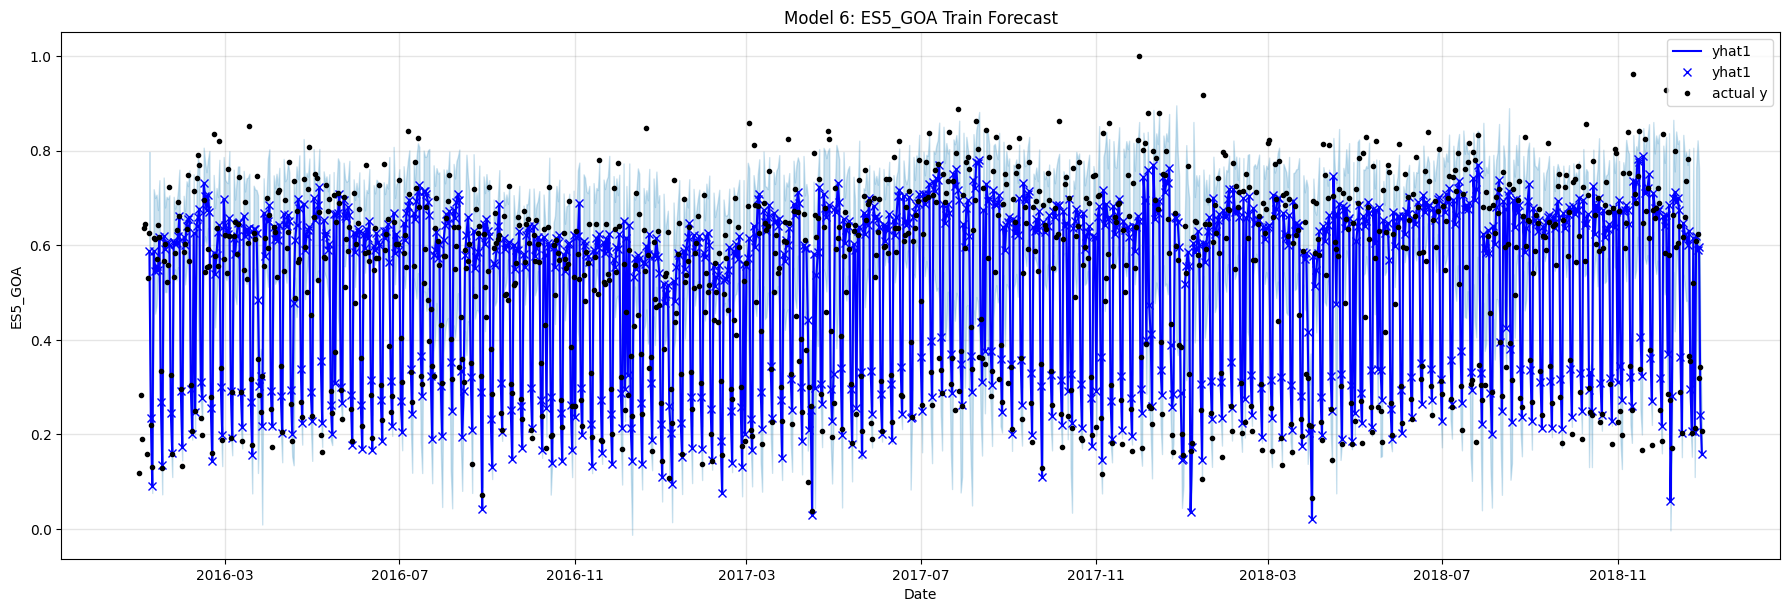 Model 6: ES5_GOA Train Forecast
yhat1
yhat1
actual y
1.0
0.8
0.6
0.4
0.2
0.0
ES5_GOA
2016-03 2016-07 2016-11 2017-03 2017-07 2017-11 2018-03 2018-07 2018-11
Date